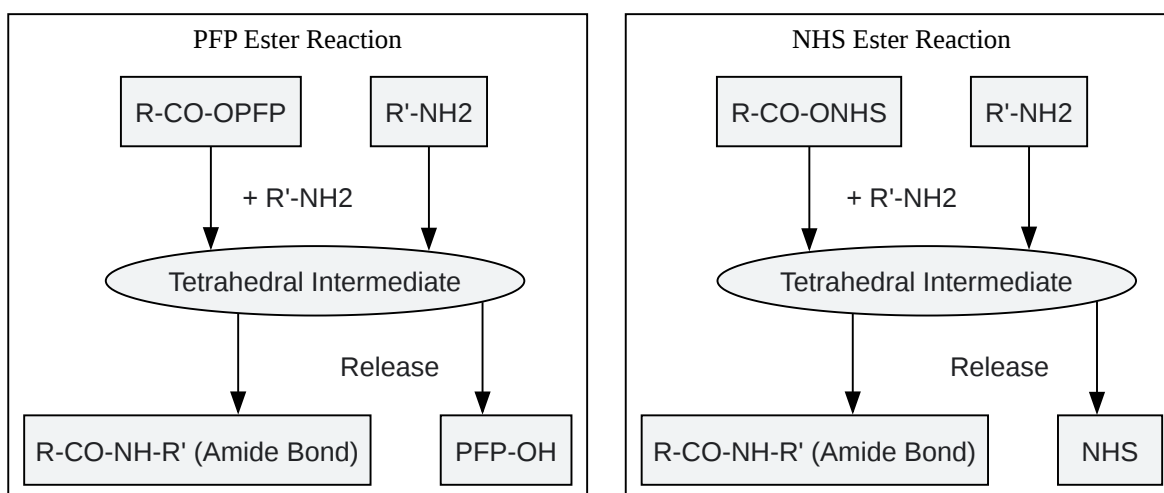 PFP Ester Reaction
R-CO-OPFP
R'-NH2
+ R'-NH2
Tetrahedral Intermediate
Release
R-CO-NH-R' (Amide Bond)
PFP-OH
NHS Ester Reaction
R-CO-ONHS
R'-NH2
+ R'-NH2
Tetrahedral Intermediate
Release
R-CO-NH-R' (Amide Bond)
NHS